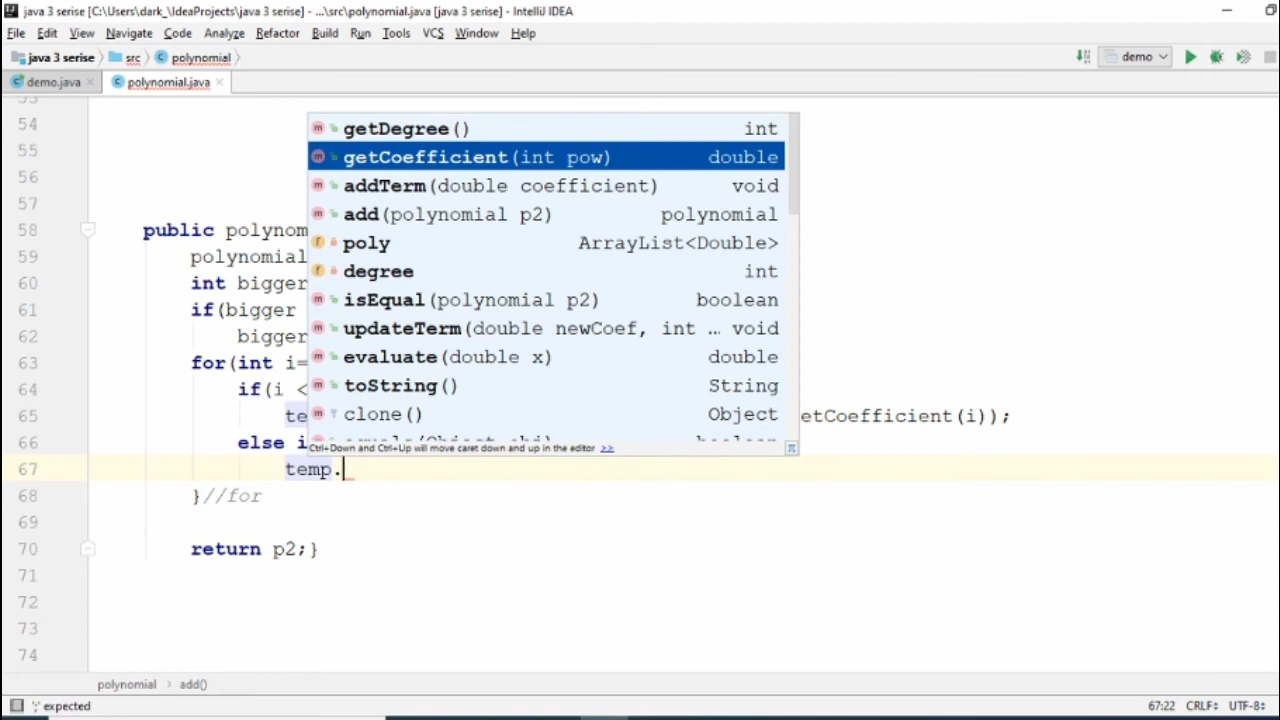 java 3 serise [C:\Users\dark_\IdeaProjects\java 3 serise] - ...\src\polynomial.java [java 3 serise] - IntelliJ IDEA
File Edit View Navigate Code Analyze Refactor Build Run Tools VCS Window Help
java 3 serise src polynomial demo
demo.java polynomial.java
53
54
55
56
57
58 public polynom
59 polynomial
60 int bigger
61 if(bigger
62 bigger
63 for(int i=
64 if(i <
65 te etCoefficient(i));
66 else i
67 temp.
68 }//for
69
70 return p2;}
71
72
73
74
getDegree() int
getCoefficient(int pow) double
addTerm(double coefficient) void
add(polynomial p2) polynomial
poly ArrayList<Double>
degree int
isEqual(polynomial p2) boolean
updateTerm(double newCoef, int … void
evaluate(double x) double
toString() String
clone() Object
equals(Object obj) boolean
Ctrl+Down and Ctrl+Up will move caret down and up in the editor >>
polynomial add()
';' expected 67:22 CRLF UTF-8